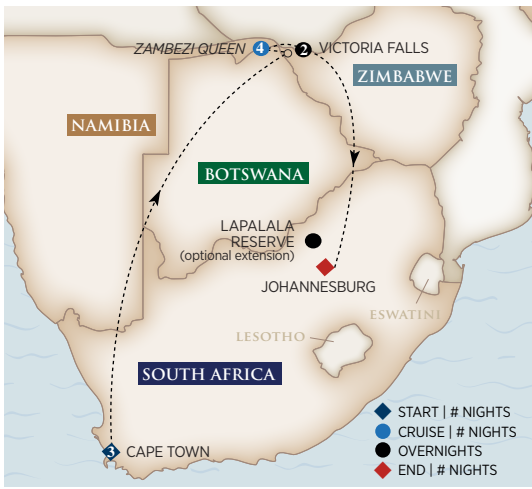 ZAMBEZI QUEEN
4
2
VICTORIA FALLS
ZIMBABWE
NAMIBIA
BOTSWANA
LAPALALA
RESERVE
(optional extension)
JOHANNESBURG
ESWATINI
LESOTHO
SOUTH AFRICA
3
CAPE TOWN
START | # NIGHTS
CRUISE | # NIGHTS
OVERNIGHTS
END | # NIGHTS